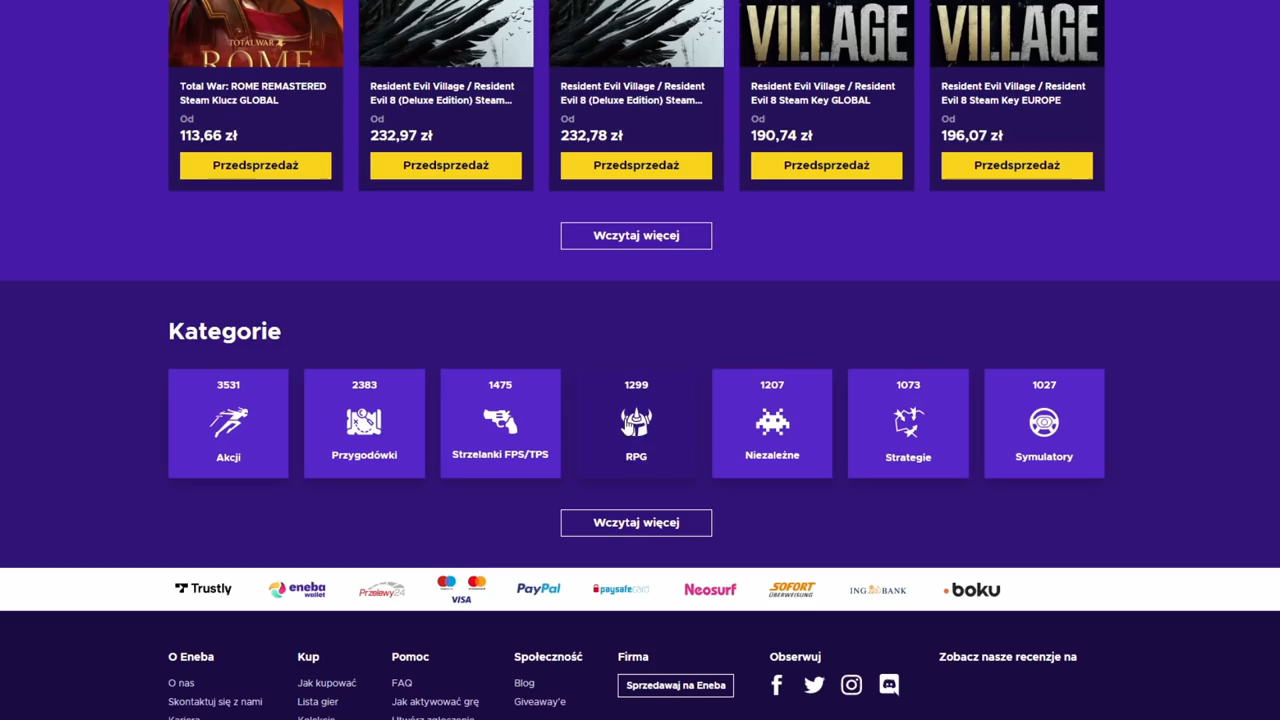 TOTAL WAR
ROME
VILLAGE
VILLAGE
Total War: ROME REMASTERED
Steam Klucz GLOBAL
Od
113,66 zł
Przedsprzedaż
Resident Evil Village / Resident
Evil 8 (Deluxe Edition) Steam...
Od
232,97 zł
Przedsprzedaż
Resident Evil Village / Resident
Evil 8 (Deluxe Edition) Steam...
Od
232,78 zł
Przedsprzedaż
Resident Evil Village / Resident
Evil 8 Steam Key GLOBAL
Od
190,74 zł
Przedsprzedaż
Resident Evil Village / Resident
Evil 8 Steam Key EUROPE
Od
196,07 zł
Przedsprzedaż
Wczytaj więcej
Kategorie
3531
Akcji
2383
Przygodówki
1475
Strzelanki FPS/TPS
1299
RPG
1207
Niezależne
1073
Strategie
1027
Symulatory
Wczytaj więcej
Trustly
eneba
wallet
Przelewy24
VISA
PayPal
paysafecard
Neosurf
SOFORT
ÜBERWEISUNG
ING BANK
boku
O Eneba
O nas
Skontaktuj się z nami
Kariera
Kup
Jak kupować
Lista gier
Kolekcje
Pomoc
FAQ
Jak aktywować grę
Utwórz zgłoszenie
Społeczność
Blog
Giveaway'e
Firma
Sprzedawaj na Eneba
Obserwuj
Zobacz nasze recenzje na